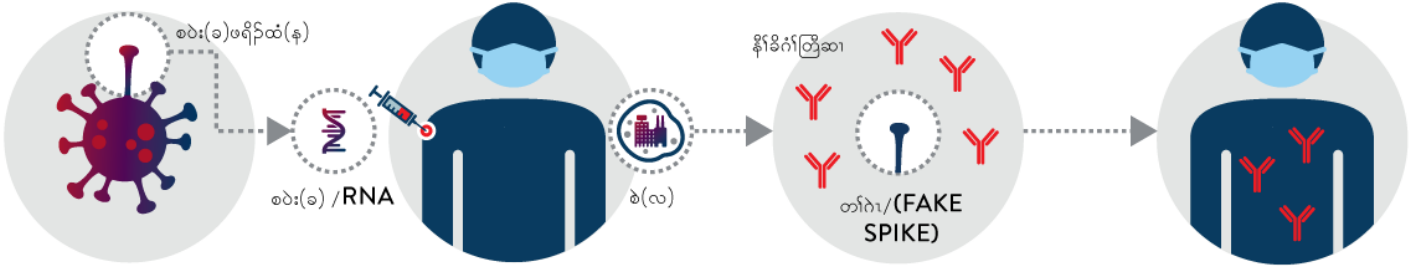 စပဲး(ခ)ဖရိၣ်ထံ(န)
စပဲး(ခ) /RNA
စဲ(လ)
နီၢ်ခိဂံၢ်တြီဆၢ
တၢ်ဂဲၤ/(FAKE
SPIKE)